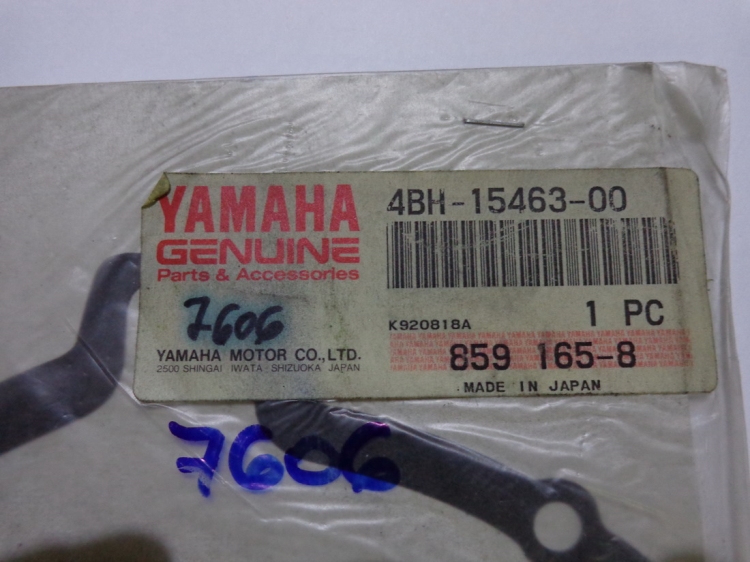 YAMAHA
GENUINE
Parts & Accessories
7606
YAMAHA MOTOR CO., LTD.
2500 SHINGAI IWATA SHIZUOKA JAPAN
4BH-15463-00
K920818A
1 PC
859 165-8
MADE IN JAPAN
7606